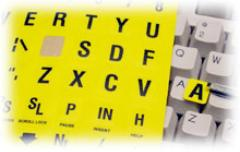 E R T Y U
\ S D F
Z X C V A
SL P IN H
SCROLL LOCK PAUSE INSERT HELP